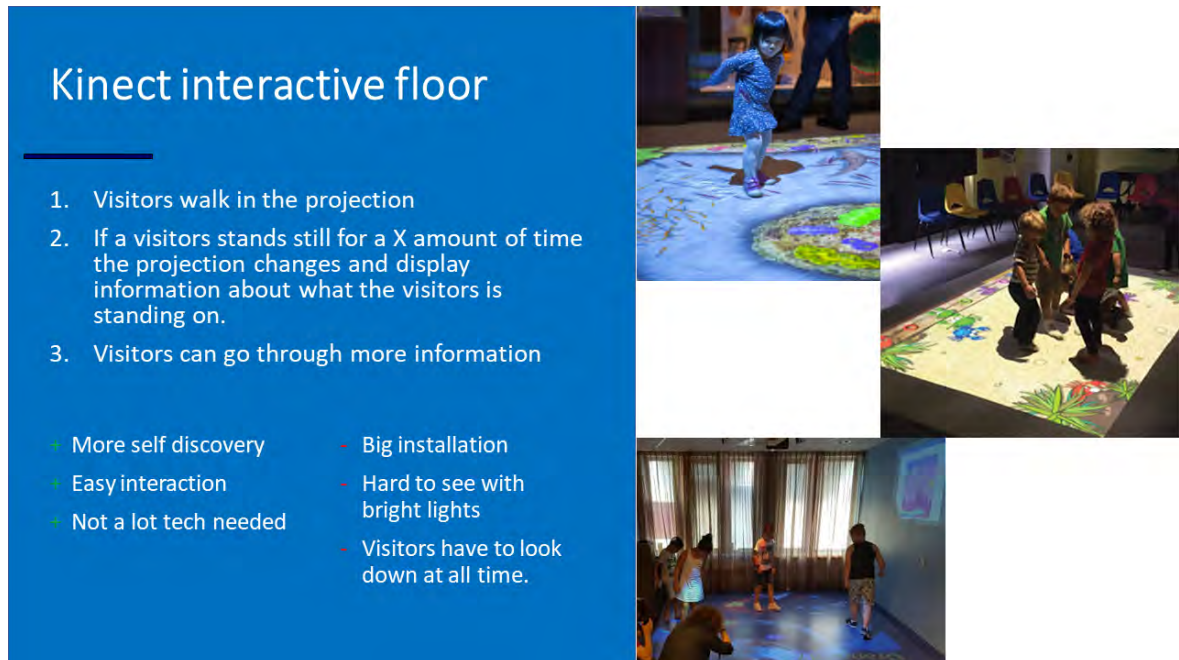 Kinect interactive floor
1. Visitors walk in the projection
2. If a visitors stands still for a X amount of time
the projection changes and display
information about what the visitors is
standing on.
3. Visitors can go through more information
+ More self discovery
+ Easy interaction
+ Not a lot tech needed
- Big installation
- Hard to see with
bright lights
- Visitors have to look
down at all time.